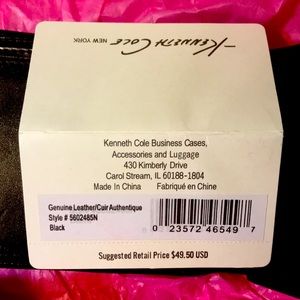 Kenneth Cole
NEW YORK
Kenneth Cole Business Cases,
Accessories and Luggage
430 Kimberly Drive
Carol Stream, IL 60188-1804
Made In China Fabriqué en Chine
Genuine Leather/Cuir Authentique
Style # 5602485N
Black
0 23572 46549 7
Suggested Retail Price $49.50 USD